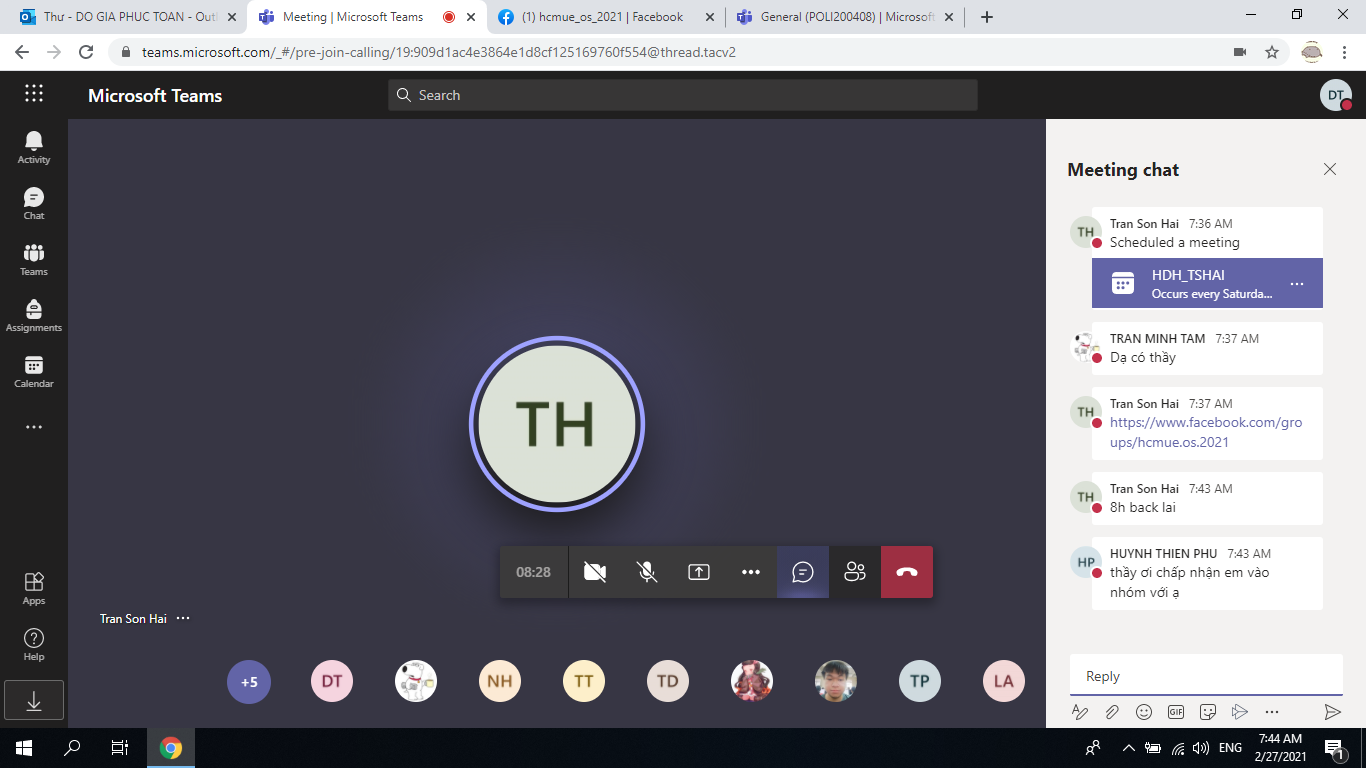 Thư - DO GIA PHUC TOAN - Outl
Meeting | Microsoft Teams
(1) hcmue_os_2021 | Facebook
General (POLI200408) | Microsoft
teams.microsoft.com/_#/pre-join-calling/19:909d1ac4e3864e1d8cf125169760f554@thread.tacv2
Microsoft Teams
Search
DT
Activity
Chat
Teams
Assignments
Calendar
Apps
Help
TH
08:28
Tran Son Hai
+5
DT
NH
TT
TD
TP
LA
Meeting chat
TH
Tran Son Hai 7:36 AM
Scheduled a meeting
HDH_TSHAI
Occurs every Saturda...
TRAN MINH TAM 7:37 AM
Dạ có thầy
TH
Tran Son Hai 7:37 AM
https://www.facebook.com/gro
ups/hcmue.os.2021
TH
Tran Son Hai 7:43 AM
8h back lai
HP
HUYNH THIEN PHU 7:43 AM
thầy ơi chấp nhận em vào
nhóm với ạ
Reply
GIF
ENG
7:44 AM
2/27/2021
1